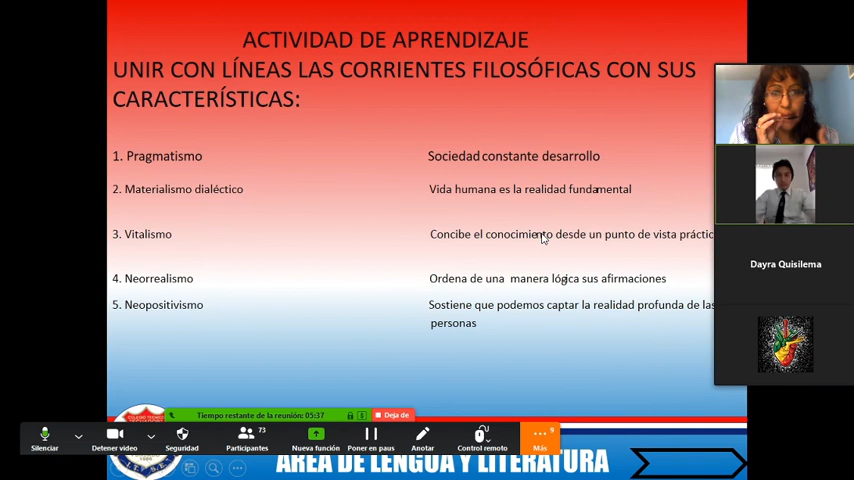 ACTIVIDAD DE APRENDIZAJE
UNIR CON LÍNEAS LAS CORRIENTES FILOSÓFICAS CON SUS
CARACTERÍSTICAS:
1. Pragmatismo
Sociedad constante desarrollo
2. Materialismo dialéctico
Vida humana es la realidad fundamental
3. Vitalismo
Concibe el conocimiento desde un punto de vista práctic
4. Neorrealismo
Ordena de una manera lógica sus afirmaciones
5. Neopositivismo
Sostiene que podemos captar la realidad profunda de las
personas
Dayra Quisilema
Tiempo restante de la reunión: 05:37
Deja de
73
9
Silenciar
Detener video
Seguridad
Participantes
Nueva función
Poner en paus
Anotar
Control remoto
Más
ÁREA DE LENGUA Y LITERATURA